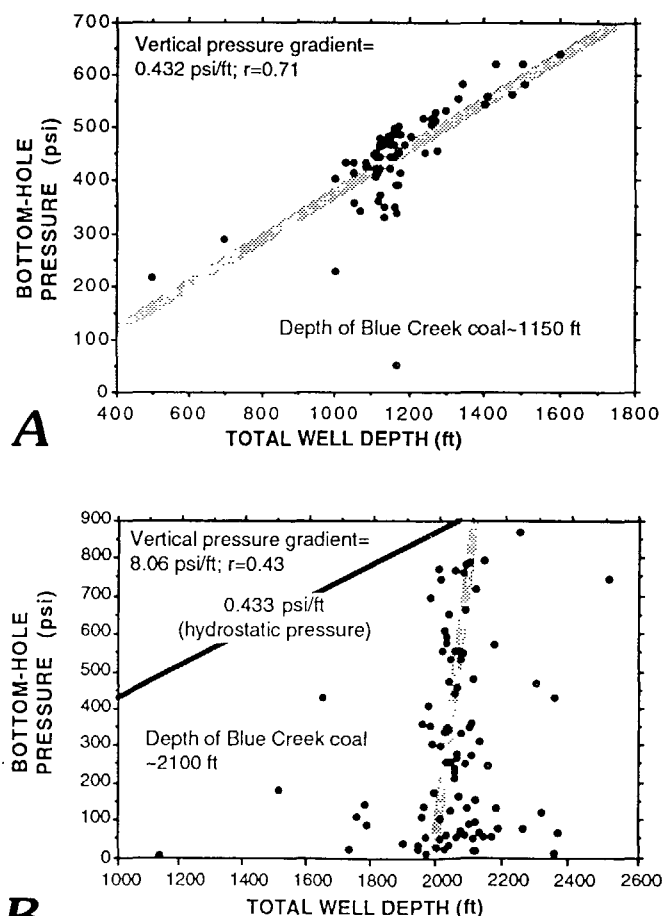 700
Vertical pressure gradient=
0.432 psi/ft; r=0.71
600
500
400
300
200
100
0
BOTTOM-HOLE
PRESSURE (psi)
Depth of Blue Creek coal~1150 ft
400 600 800 1000 1200 1400 1600 1800
TOTAL WELL DEPTH (ft)
A
1000 1200 1400 1600 1800 2000 2200 2400 2600
900
Vertical pressure gradient=
8.06 psi/ft; r=0.43
800
700
600
500
400
300
200
100
0
BOTTOM-HOLE
PRESSURE (psi)
0.433 psi/ft
(hydrostatic pressure)
Depth of Blue Creek coal
~2100 ft
TOTAL WELL DEPTH (ft)
B